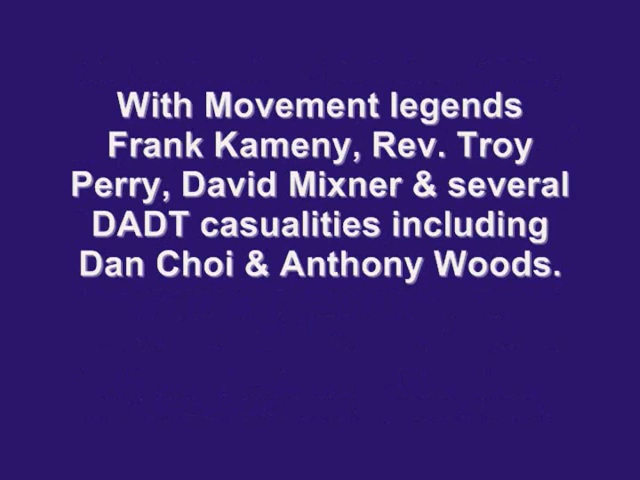 With Movement legends
Frank Kameny, Rev. Troy
Perry, David Mixner & several
DADT casualities including
Dan Choi & Anthony Woods.